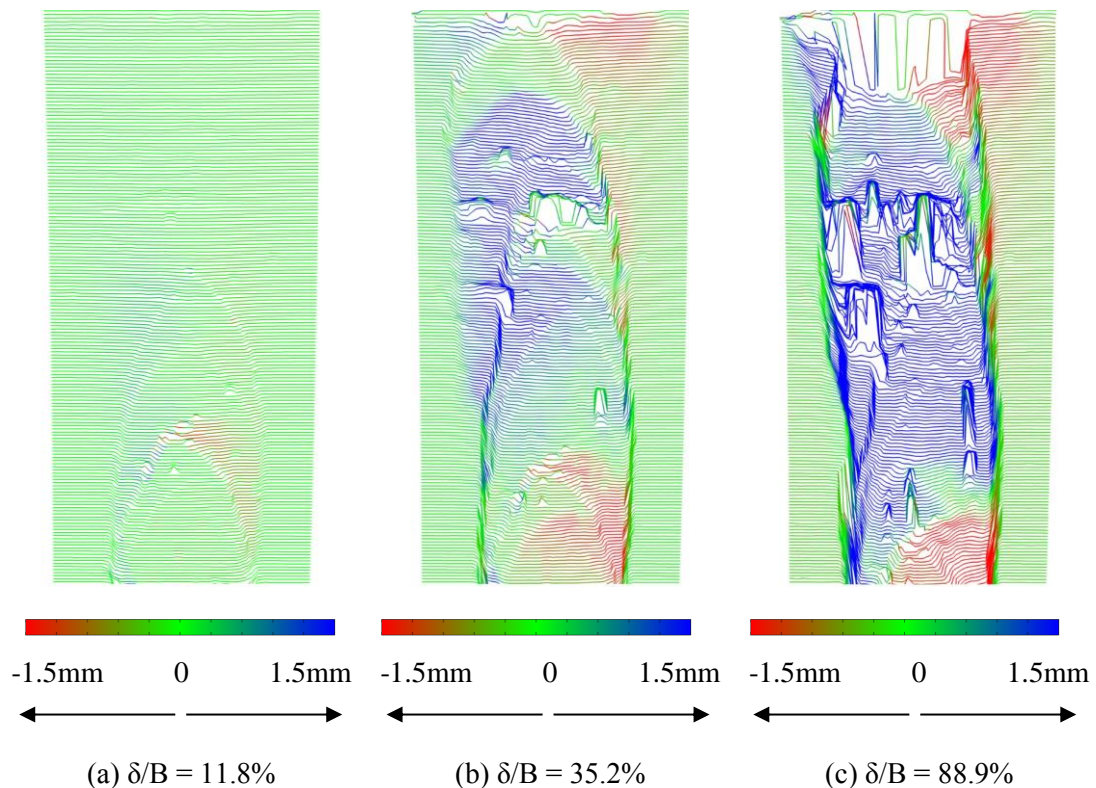 -1.5mm 0 1.5mm -1.5mm 0 1.5mm -1.5mm 0 1.5mm
(a) δ/B = 11.8% (b) δ/B = 35.2% (c) δ/B = 88.9%